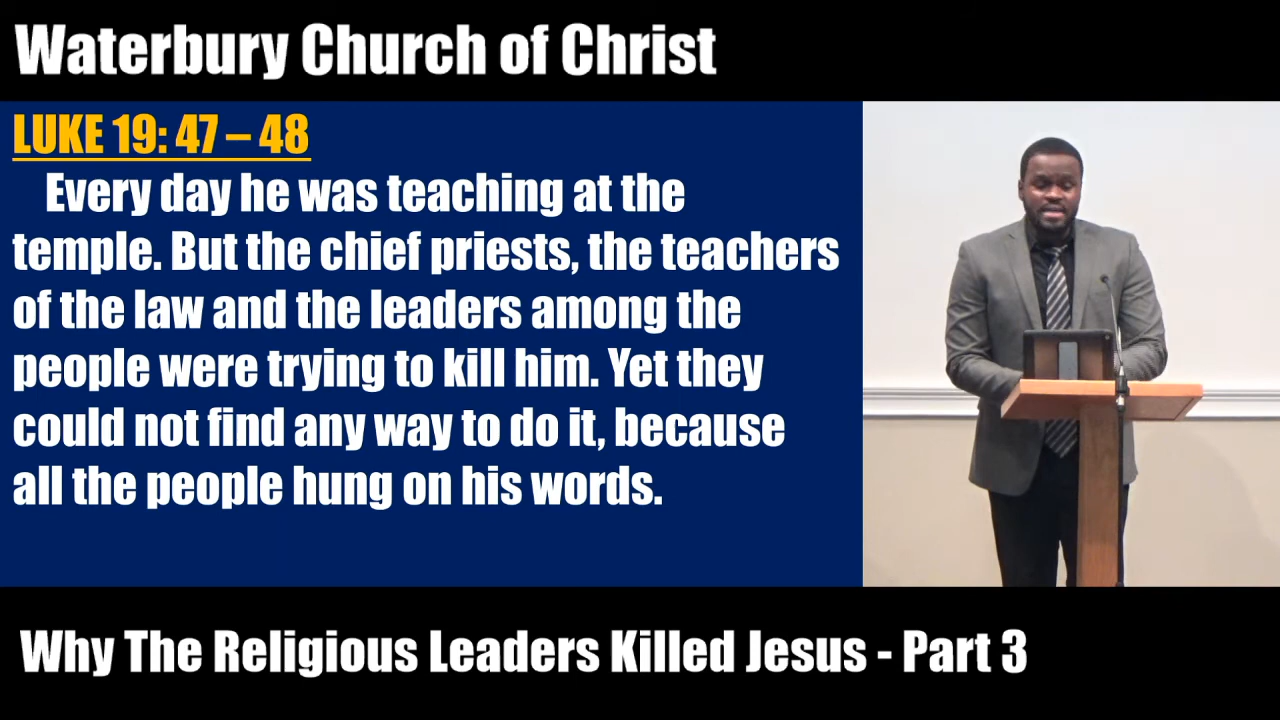 Waterbury Church of Christ
LUKE 19: 47 – 48
Every day he was teaching at the
temple. But the chief priests, the teachers
of the law and the leaders among the
people were trying to kill him. Yet they
could not find any way to do it, because
all the people hung on his words.
Why The Religious Leaders Killed Jesus - Part 3